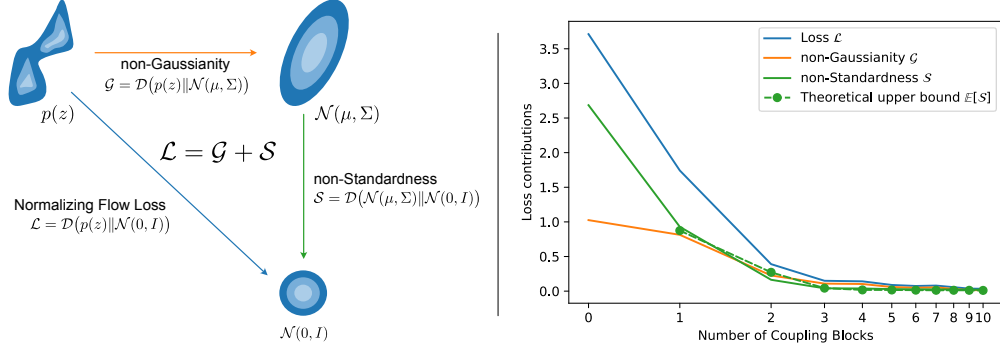 non-Gaussianity
𝒢 = 𝒟(p(z)‖𝒩(μ, Σ))
p(z)
𝒩(μ, Σ)
ℒ = 𝒢 + 𝒮
non-Standardness
𝒮 = 𝒟(𝒩(μ, Σ)‖𝒩(0, I))
Normalizing Flow Loss
ℒ = 𝒟(p(z)‖𝒩(0, I))
𝒩(0, I)
Loss ℒ
non-Gaussianity 𝒢
non-Standardness 𝒮
Theoretical upper bound 𝔼[𝒮]
Loss contributions
3.5
3.0
2.5
2.0
1.5
1.0
0.5
0.0
0 1 2 3 4 5 6 7 8 9 10
Number of Coupling Blocks